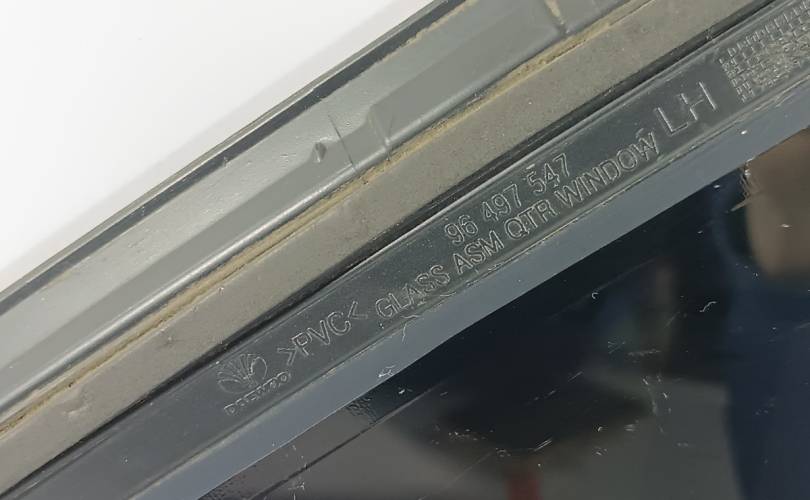 96 497 547
>PVC< GLASS ASM QTR WINDOW LH
DAEWOO